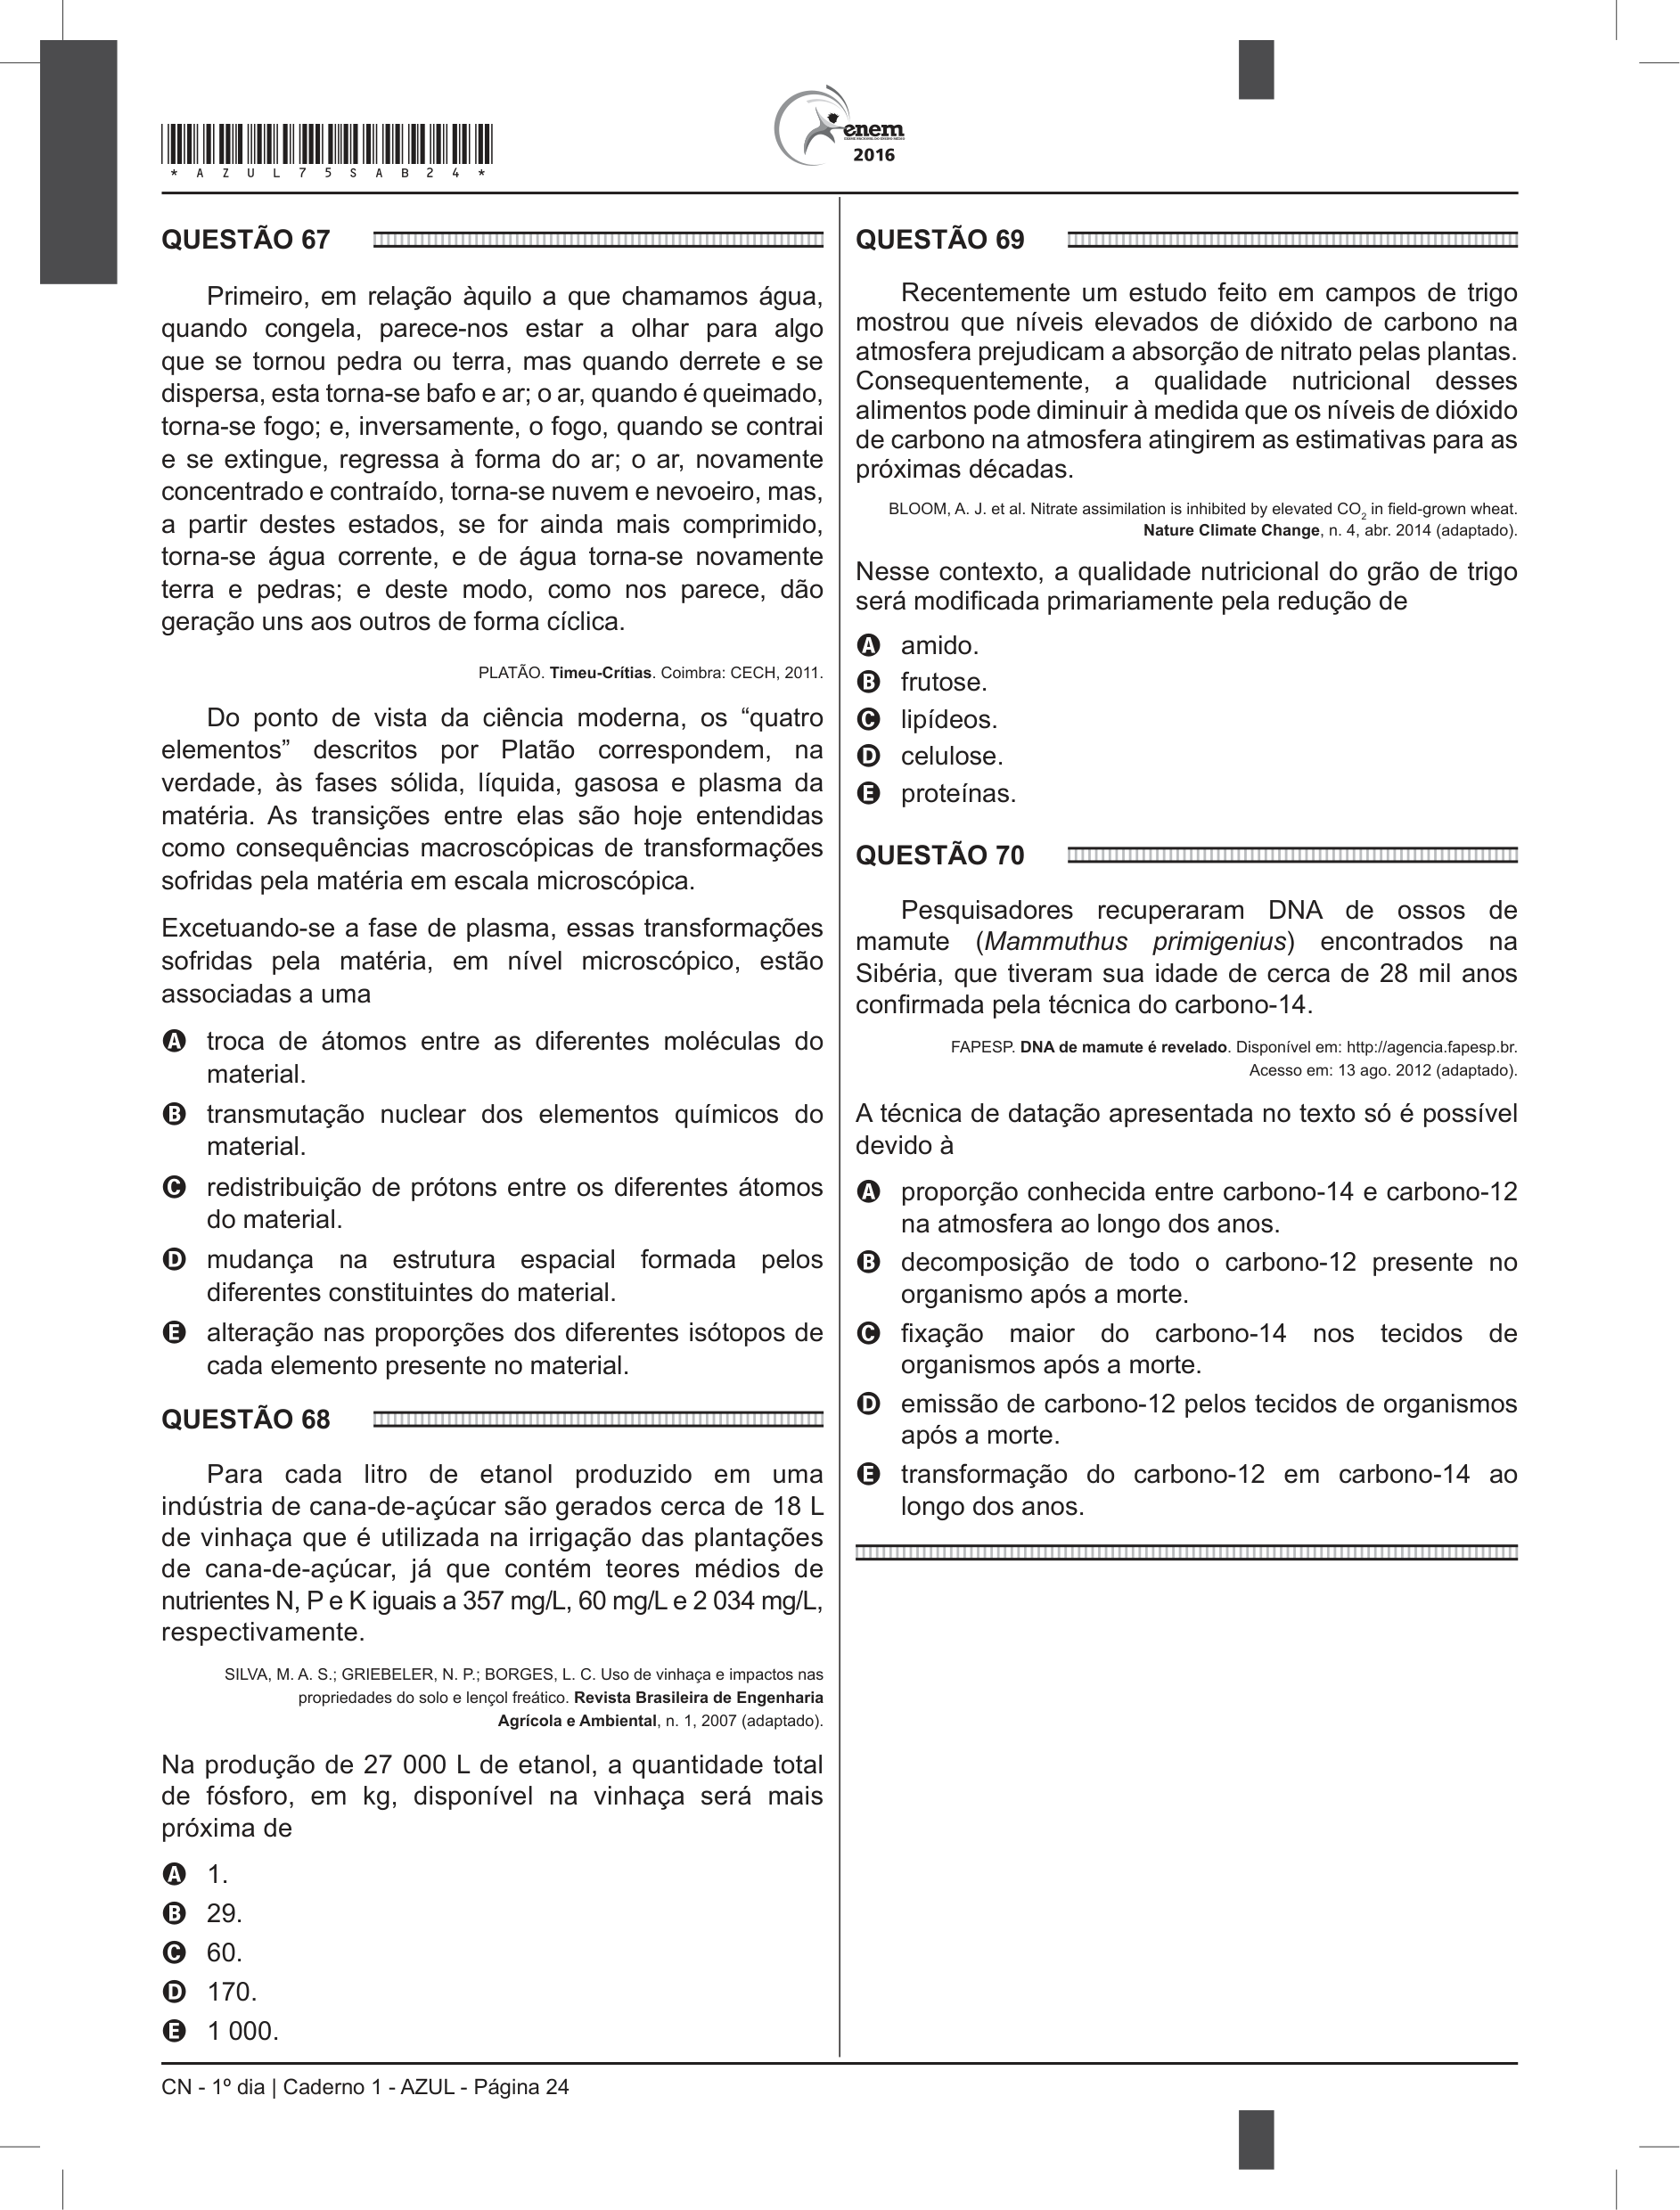 *AZUL75SAB24*
enem
2016
QUESTÃO 67
Primeiro, em relação àquilo a que chamamos água,
quando congela, parece-nos estar a olhar para algo
que se tornou pedra ou terra, mas quando derrete e se
dispersa, esta torna-se bafo e ar; o ar, quando é queimado,
torna-se fogo; e, inversamente, o fogo, quando se contrai
e se extingue, regressa à forma do ar; o ar, novamente
concentrado e contraído, torna-se nuvem e nevoeiro, mas,
a partir destes estados, se for ainda mais comprimido,
torna-se água corrente, e de água torna-se novamente
terra e pedras; e deste modo, como nos parece, dão
geração uns aos outros de forma cíclica.
PLATÃO. Timeu-Crítias. Coimbra: CECH, 2011.
Do ponto de vista da ciência moderna, os “quatro
elementos” descritos por Platão correspondem, na
verdade, às fases sólida, líquida, gasosa e plasma da
matéria. As transições entre elas são hoje entendidas
como consequências macroscópicas de transformações
sofridas pela matéria em escala microscópica.
Excetuando-se a fase de plasma, essas transformações
sofridas pela matéria, em nível microscópico, estão
associadas a uma
A troca de átomos entre as diferentes moléculas do
material.
B transmutação nuclear dos elementos químicos do
material.
C redistribuição de prótons entre os diferentes átomos
do material.
D mudança na estrutura espacial formada pelos
diferentes constituintes do material.
E alteração nas proporções dos diferentes isótopos de
cada elemento presente no material.
QUESTÃO 68
Para cada litro de etanol produzido em uma
indústria de cana-de-açúcar são gerados cerca de 18 L
de vinhaça que é utilizada na irrigação das plantações
de cana-de-açúcar, já que contém teores médios de
nutrientes N, P e K iguais a 357 mg/L, 60 mg/L e 2 034 mg/L,
respectivamente.
SILVA, M. A. S.; GRIEBELER, N. P.; BORGES, L. C. Uso de vinhaça e impactos nas
propriedades do solo e lençol freático. Revista Brasileira de Engenharia
Agrícola e Ambiental, n. 1, 2007 (adaptado).
Na produção de 27 000 L de etanol, a quantidade total
de fósforo, em kg, disponível na vinhaça será mais
próxima de
A 1.
B 29.
C 60.
D 170.
E 1 000.
QUESTÃO 69
Recentemente um estudo feito em campos de trigo
mostrou que níveis elevados de dióxido de carbono na
atmosfera prejudicam a absorção de nitrato pelas plantas.
Consequentemente, a qualidade nutricional desses
alimentos pode diminuir à medida que os níveis de dióxido
de carbono na atmosfera atingirem as estimativas para as
próximas décadas.
BLOOM, A. J. et al. Nitrate assimilation is inhibited by elevated CO2 in field-grown wheat.
Nature Climate Change, n. 4, abr. 2014 (adaptado).
Nesse contexto, a qualidade nutricional do grão de trigo
será modificada primariamente pela redução de
A amido.
B frutose.
C lipídeos.
D celulose.
E proteínas.
QUESTÃO 70
Pesquisadores recuperaram DNA de ossos de
mamute (Mammuthus primigenius) encontrados na
Sibéria, que tiveram sua idade de cerca de 28 mil anos
confirmada pela técnica do carbono-14.
FAPESP. DNA de mamute é revelado. Disponível em: http://agencia.fapesp.br.
Acesso em: 13 ago. 2012 (adaptado).
A técnica de datação apresentada no texto só é possível
devido à
A proporção conhecida entre carbono-14 e carbono-12
na atmosfera ao longo dos anos.
B decomposição de todo o carbono-12 presente no
organismo após a morte.
C fixação maior do carbono-14 nos tecidos de
organismos após a morte.
D emissão de carbono-12 pelos tecidos de organismos
após a morte.
E transformação do carbono-12 em carbono-14 ao
longo dos anos.
CN - 1º dia | Caderno 1 - AZUL - Página 24